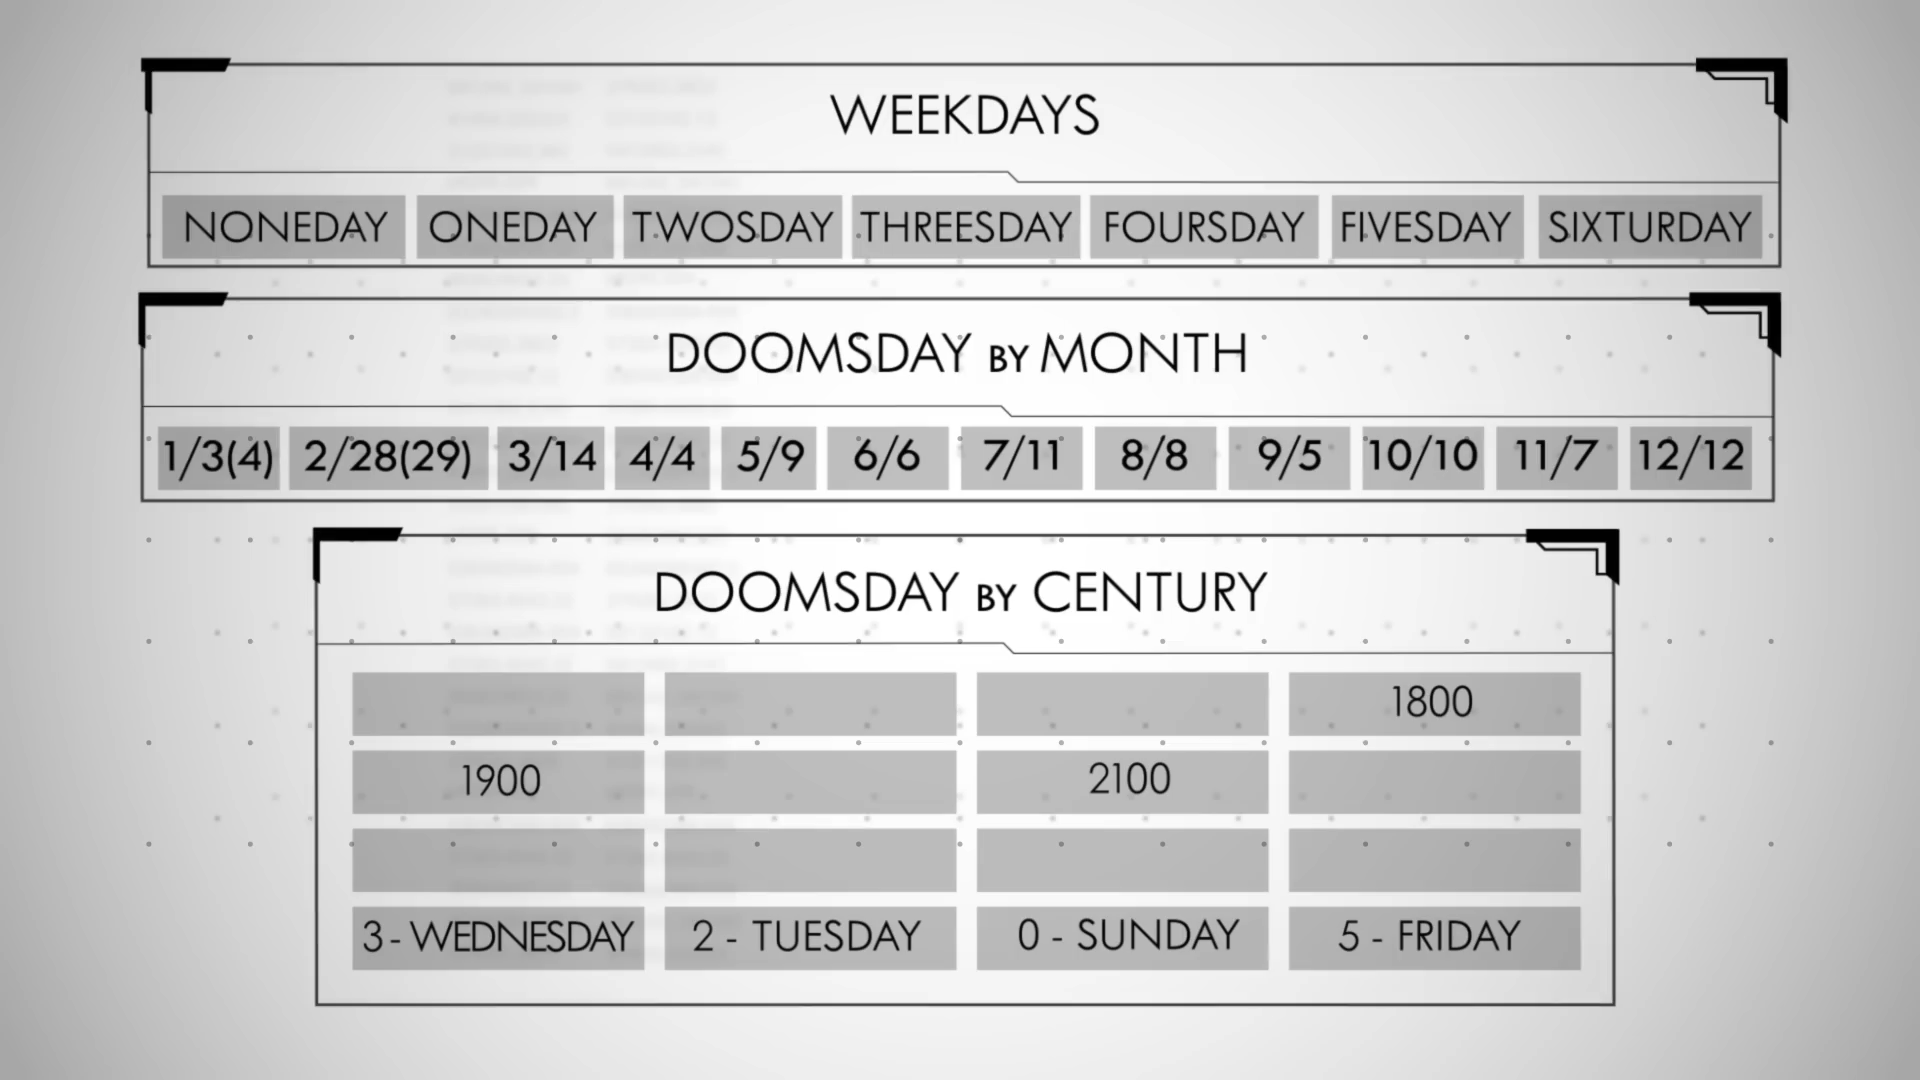 WEEKDAYS
NONEDAY ONEDAY TWOSDAY THREESDAY FOURSDAY FIVESDAY SIXTURDAY
DOOMSDAY BY MONTH
1/3(4) 2/28(29) 3/14 4/4 5/9 6/6 7/11 8/8 9/5 10/10 11/7 12/12
DOOMSDAY BY CENTURY
1800
1900 2100
3 - WEDNESDAY 2 - TUESDAY 0 - SUNDAY 5 - FRIDAY